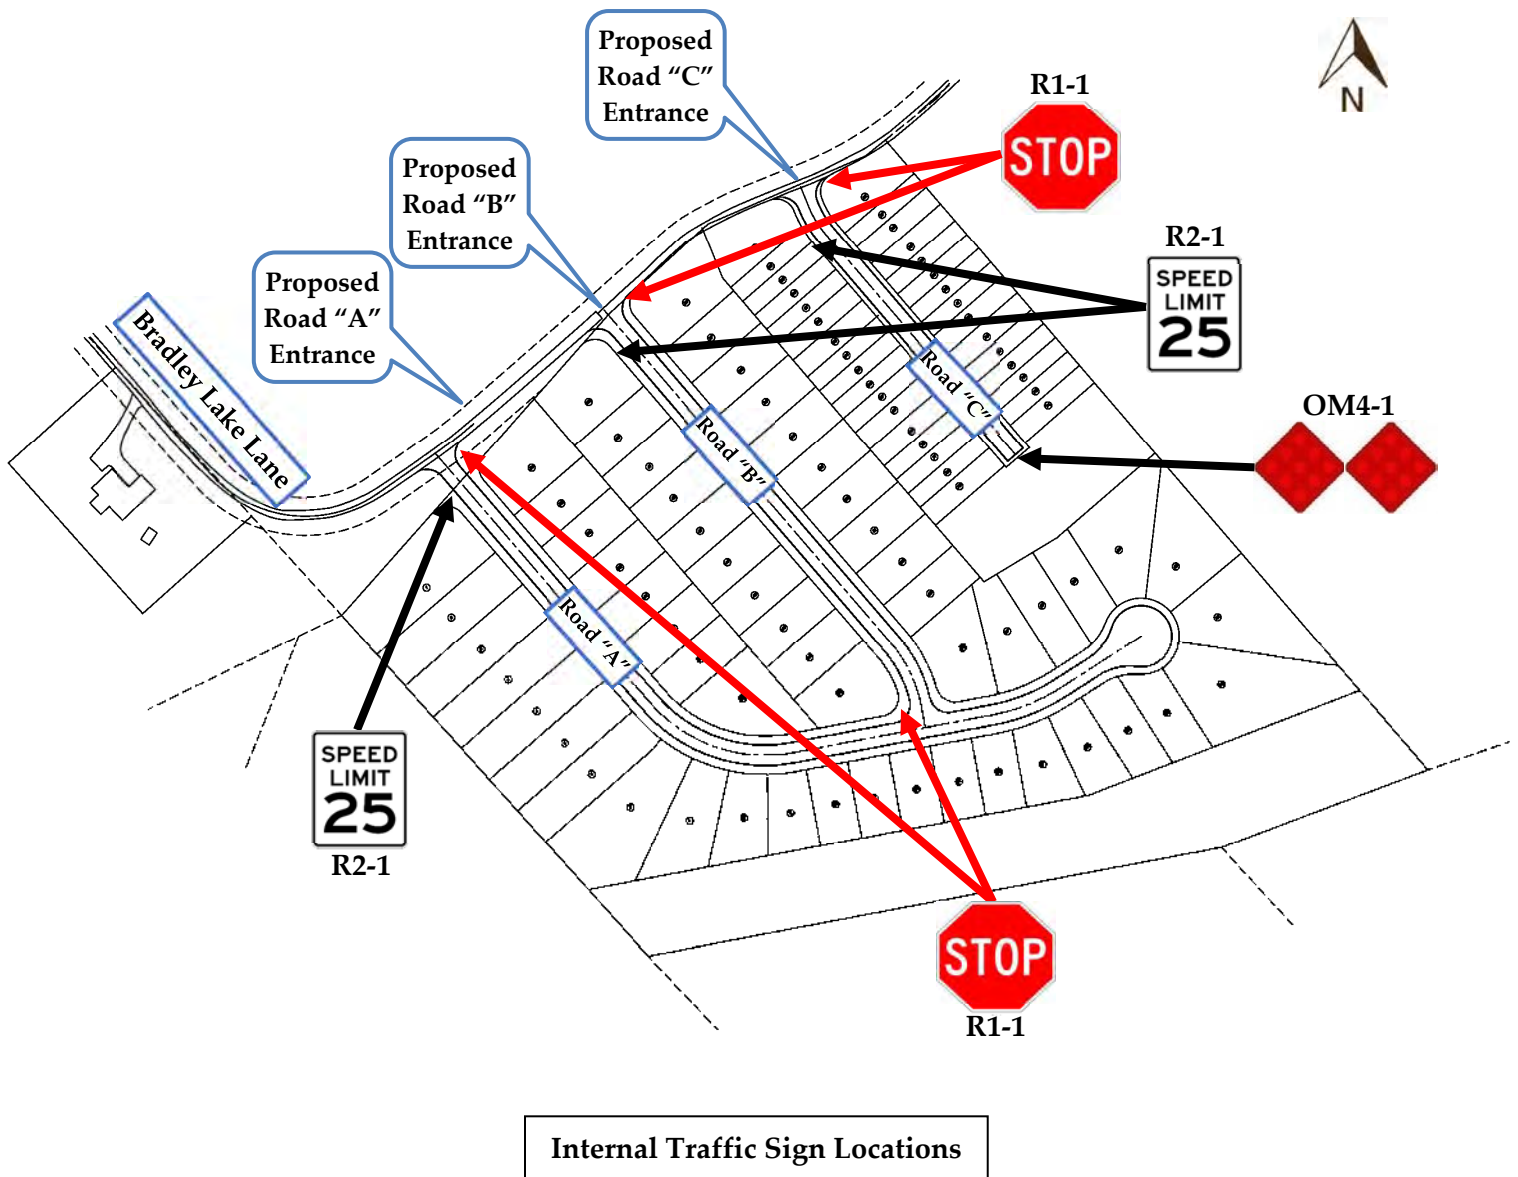 Proposed
Road “C”
Entrance
N
R1-1
STOP
Proposed
Road “B”
Entrance
R2-1
SPEED
LIMIT
25
Proposed
Road “A”
Entrance
Bradley Lake Lane
Road “C”
OM4-1
Road “B”
Road “A”
SPEED
LIMIT
25
R2-1
STOP
R1-1
Internal Traffic Sign Locations